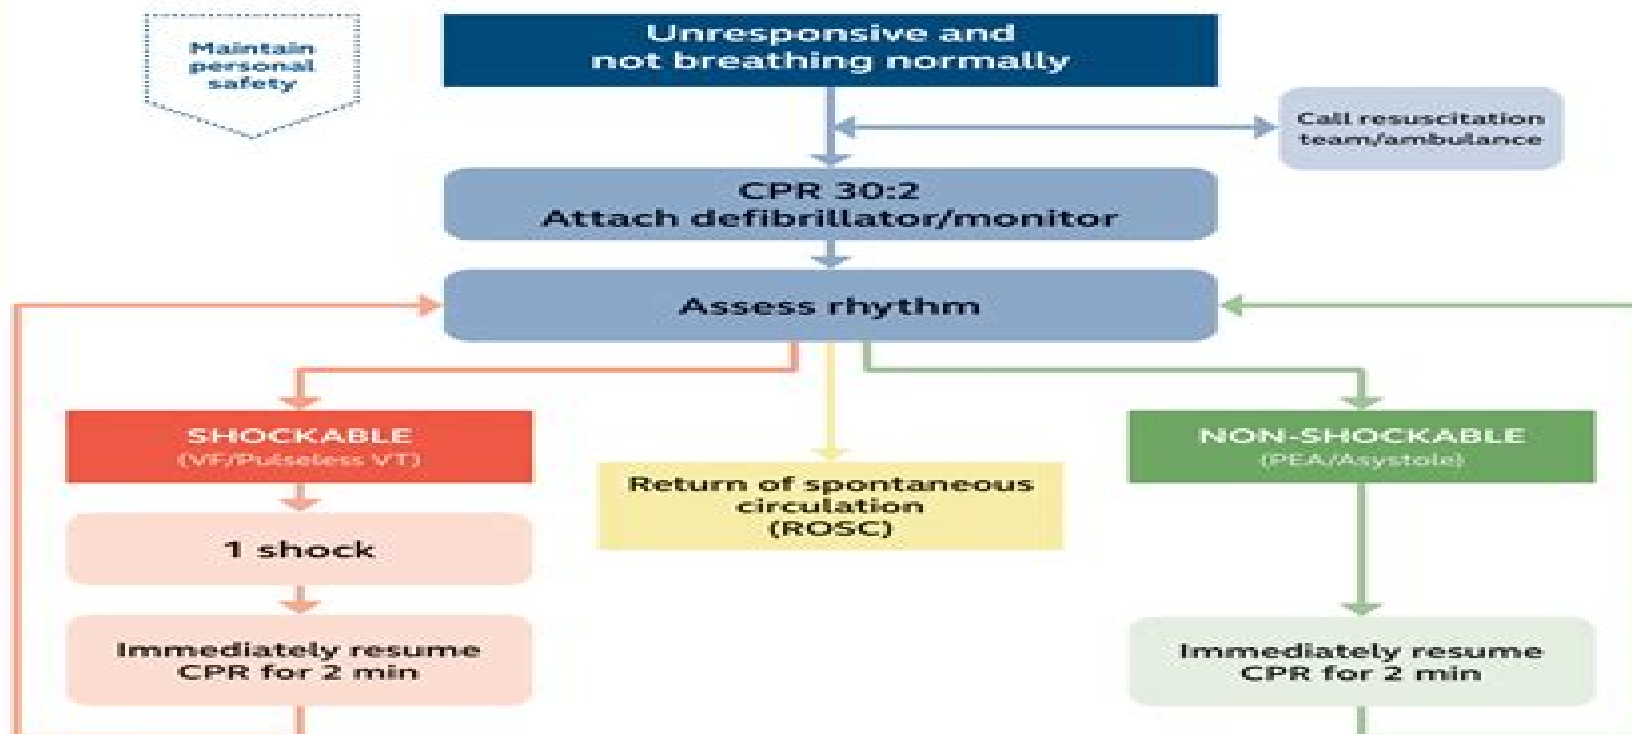 Maintain
personal
safety
Unresponsive and
not breathing normally
Call resuscitation
team/ambulance
CPR 30:2
Attach defibrillator/monitor
Assess rhythm
SHOCKABLE
(VF/Pulseless VT)
Return of spontaneous
circulation
(ROSC)
NON-SHOCKABLE
(PEA/Asystole)
1 shock
Immediately resume
CPR for 2 min
Immediately resume
CPR for 2 min